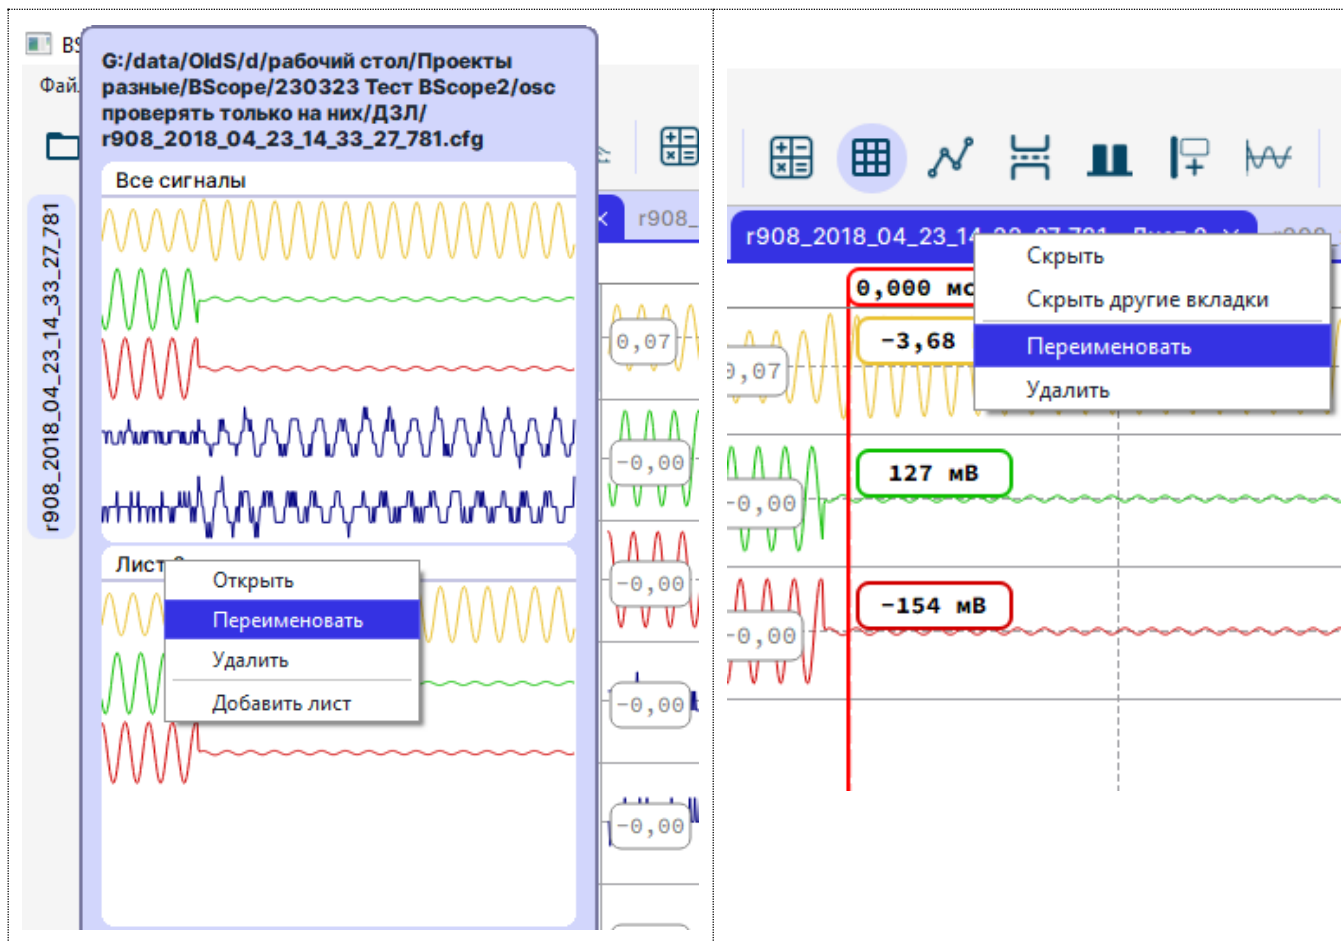 BS
Фай
G:/data/OldS/d/рабочий стол/Проекты
разные/BScope/230323 Тест BScope2/osc
проверять только на них/ДЗЛ/
r908_2018_04_23_14_33_27_781.cfg
r908_2018_04_23_14_33_27_781
Все сигналы
Лист
Открыть
Переименовать
Удалить
Добавить лист
r908_
0,07
-0,00
-0,00
-0,00
-0,00
r908_2018_04_23_14
Скрыть
Скрыть другие вкладки
Переименовать
Удалить
0,000 мс
-3,68
0,07
127 мВ
-0,00
-154 мВ
-0,00